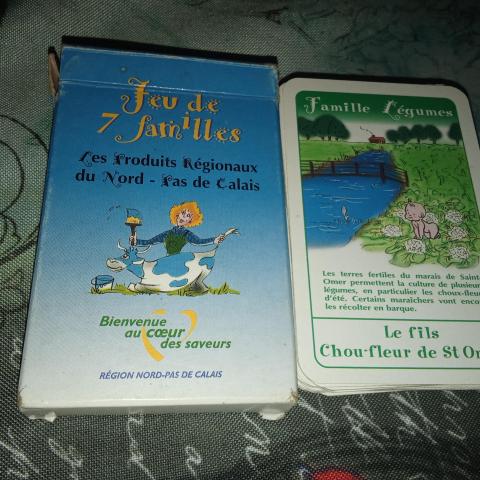 Jeu de
7 familles
Les Produits Régionaux
du Nord - Pas de Calais
Bienvenue
au cœur
des saveurs
RÉGION NORD-PAS DE CALAIS
Famille Légumes
Les terres fertiles du marais de Saint-
Omer permettent la culture de plusieur
légumes, en particulier les choux-fleur
d'été. Certains maraîchers vont enco
les récolter en barque.
Le fils
Chou-fleur de St Om